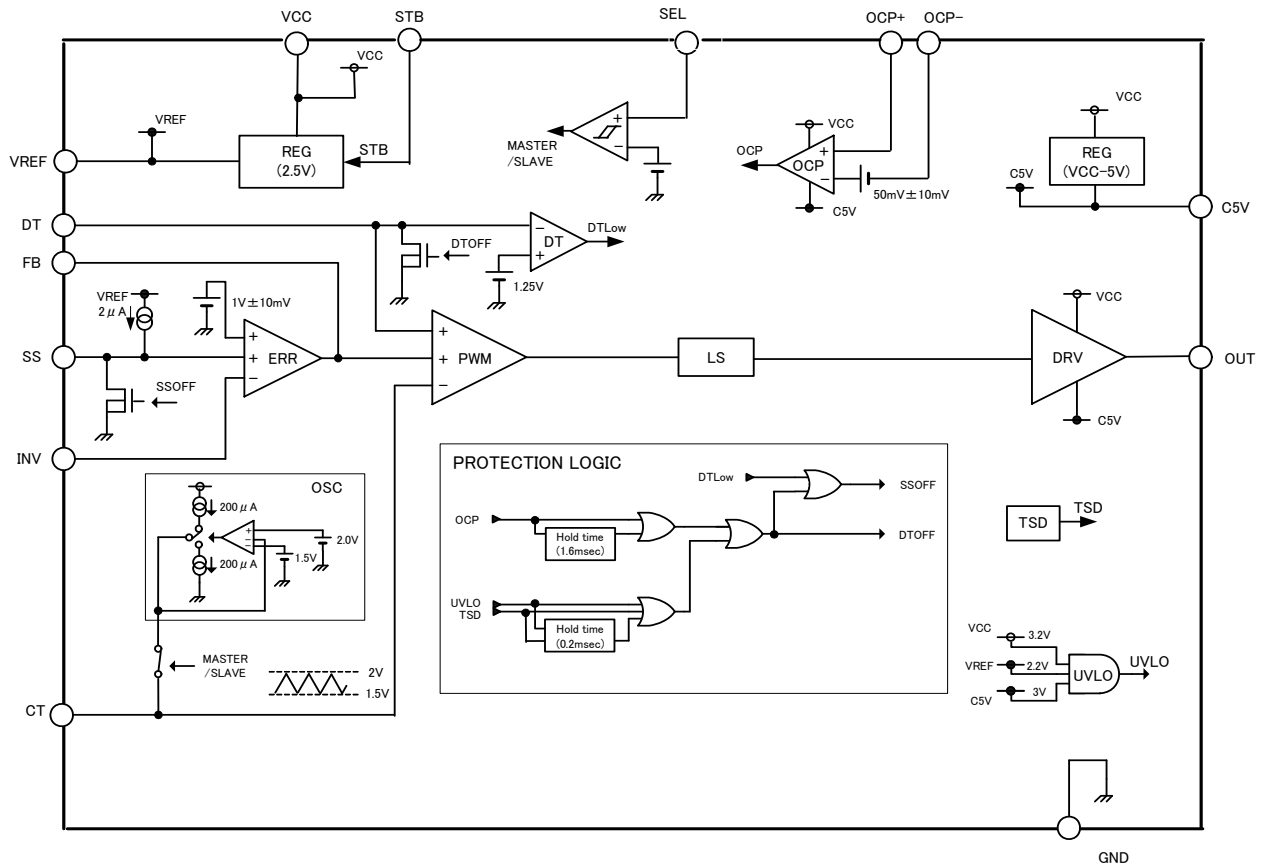 VCC
STB
SEL
OCP+
OCP-
VCC
VREF
VREF
REG
(2.5V)
STB
MASTER
/SLAVE
+
−
VCC
OCP
OCP
+
−
50mV±10mV
C5V
VCC
REG
(VCC-5V)
C5V
C5V
DT
DTOFF
−
DT
+
DTLow
1.25V
FB
VREF
2μA
1V±10mV
SS
+
+
−
ERR
SSOFF
+
+
−
PWM
LS
VCC
DRV
C5V
OUT
INV
OSC
200μA
+
−
−
2.0V
1.5V
200μA
MASTER
/SLAVE
2V
1.5V
CT
PROTECTION LOGIC
DTLow
SSOFF
OCP
Hold time
(1.6msec)
DTOFF
UVLO
TSD
Hold time
(0.2msec)
TSD
TSD
VCC
3.2V
VREF
2.2V
C5V
3V
UVLO
UVLO
GND